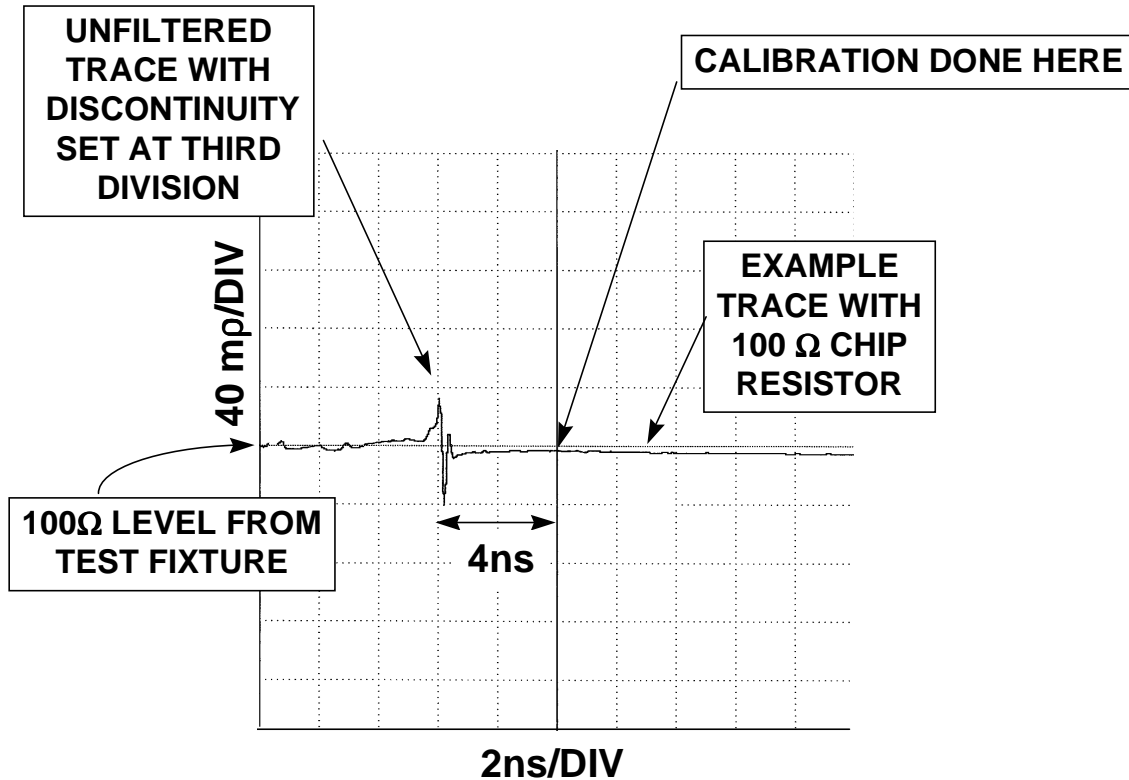 UNFILTERED
TRACE WITH
DISCONTINUITY
SET AT THIRD
DIVISION
CALIBRATION DONE HERE
40 mρ/DIV
EXAMPLE
TRACE WITH
100 Ω CHIP
RESISTOR
100Ω LEVEL FROM
TEST FIXTURE
4ns
2ns/DIV